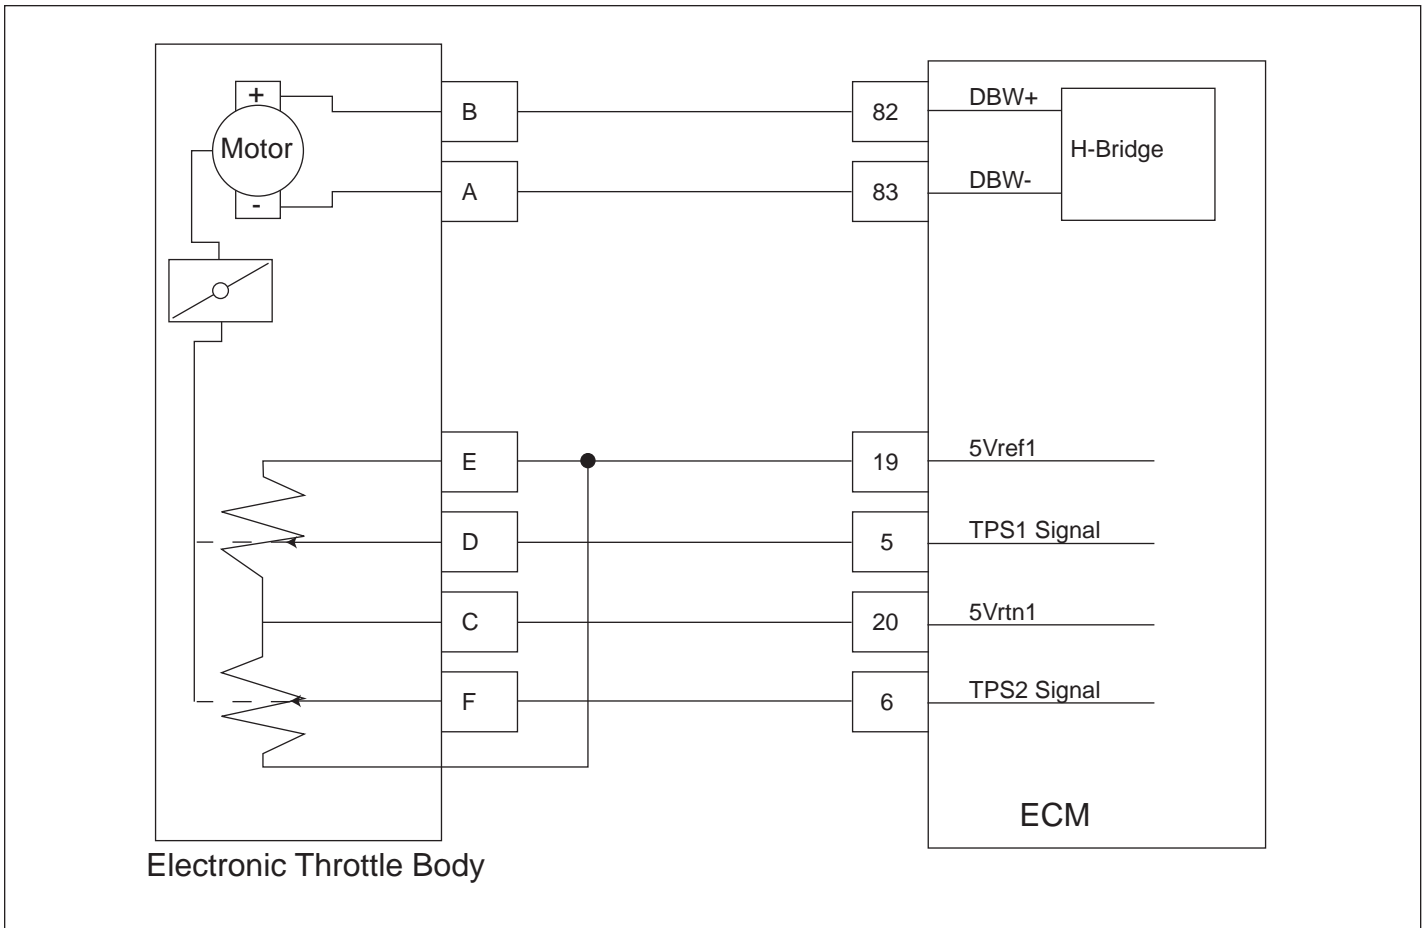 +
B
82
DBW+
Motor
H-Bridge
-
A
83
DBW-
E
19
5Vref1
D
5
TPS1 Signal
C
20
5Vrtn1
F
6
TPS2 Signal
ECM
Electronic Throttle Body